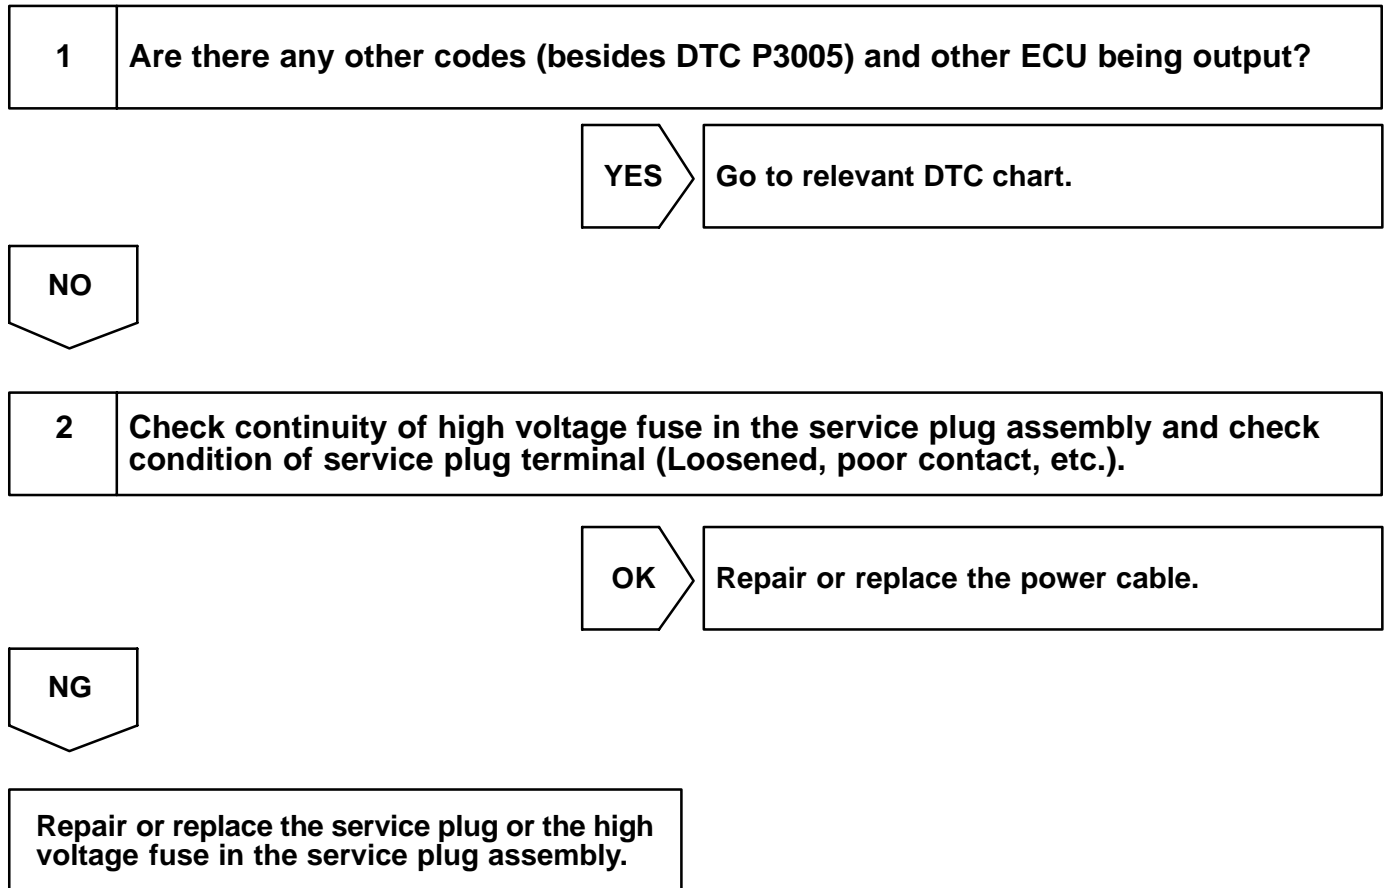 1
Are there any other codes (besides DTC P3005) and other ECU being output?
YES
Go to relevant DTC chart.
NO
2
Check continuity of high voltage fuse in the service plug assembly and check
condition of service plug terminal (Loosened, poor contact, etc.).
OK
Repair or replace the power cable.
NG
Repair or replace the service plug or the high
voltage fuse in the service plug assembly.